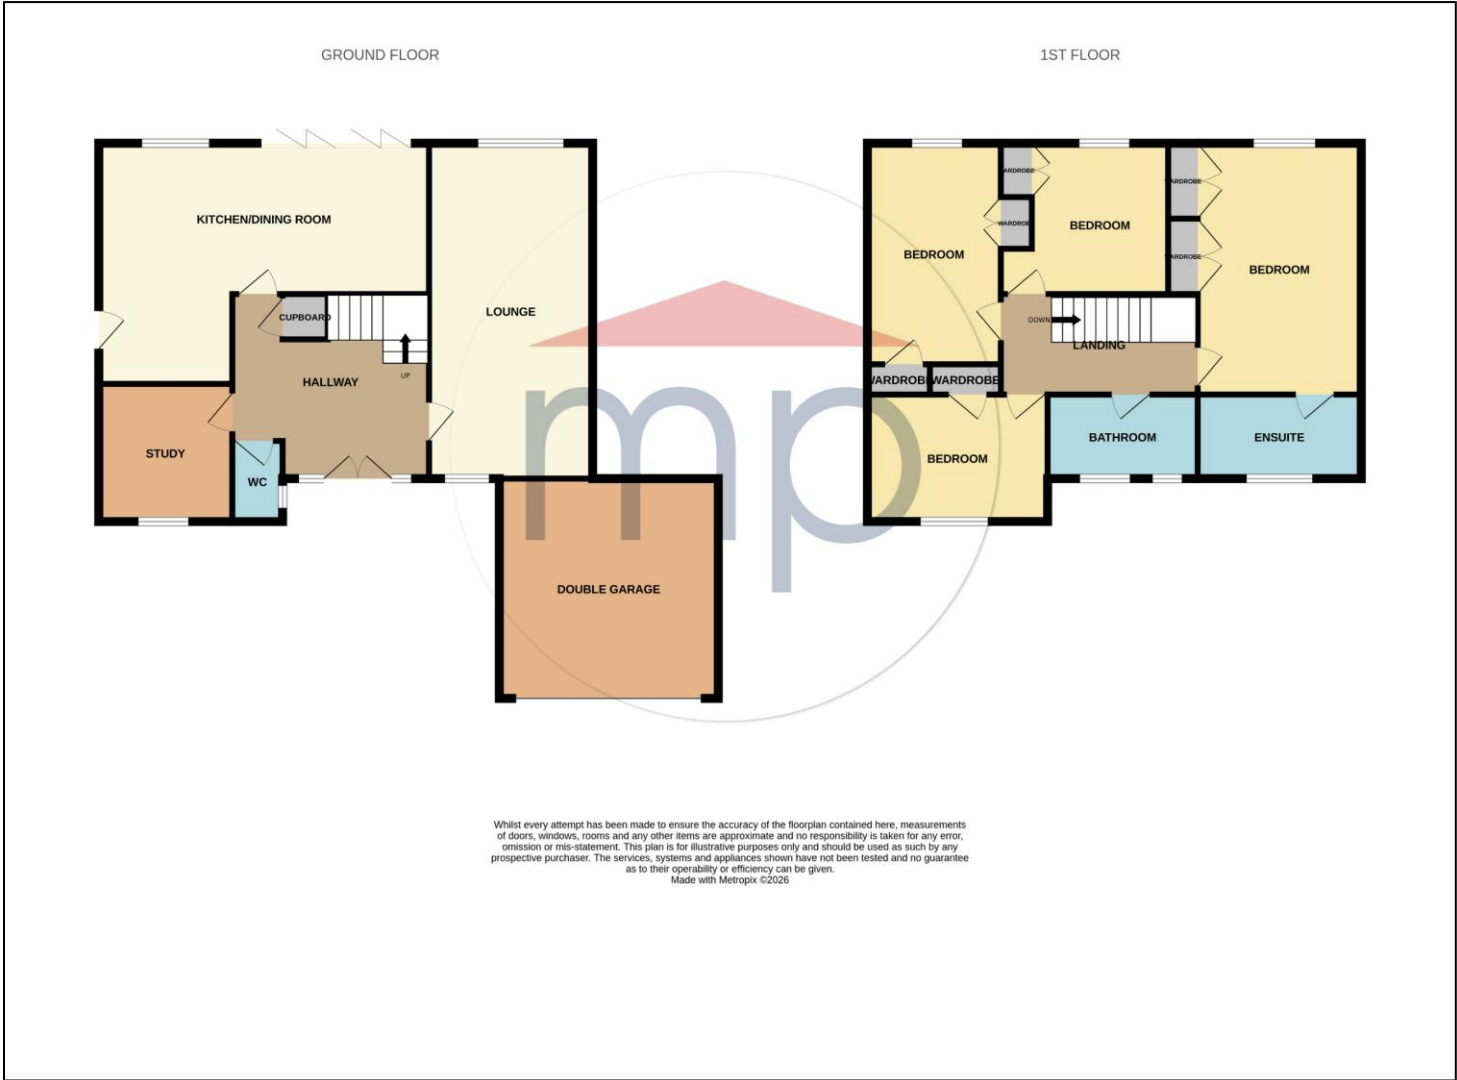 GROUND FLOOR
1ST FLOOR
KITCHEN/DINING ROOM
LOUNGE
CUPBOARD
UP
HALLWAY
STUDY
WC
DOUBLE GARAGE
WARDROBE
WARDROBE
WARDROBE
WARDROBE
BEDROOM
BEDROOM
BEDROOM
DOWN
LANDING
WARDROBE
WARDROBE
BEDROOM
BATHROOM
ENSUITE
mp
Whilst every attempt has been made to ensure the accuracy of the floorplan contained here, measurements
of doors, windows, rooms and any other items are approximate and no responsibility is taken for any error,
omission or mis-statement. This plan is for illustrative purposes only and should be used as such by any
prospective purchaser. The services, systems and appliances shown have not been tested and no guarantee
as to their operability or efficiency can be given.
Made with Metropix ©2026